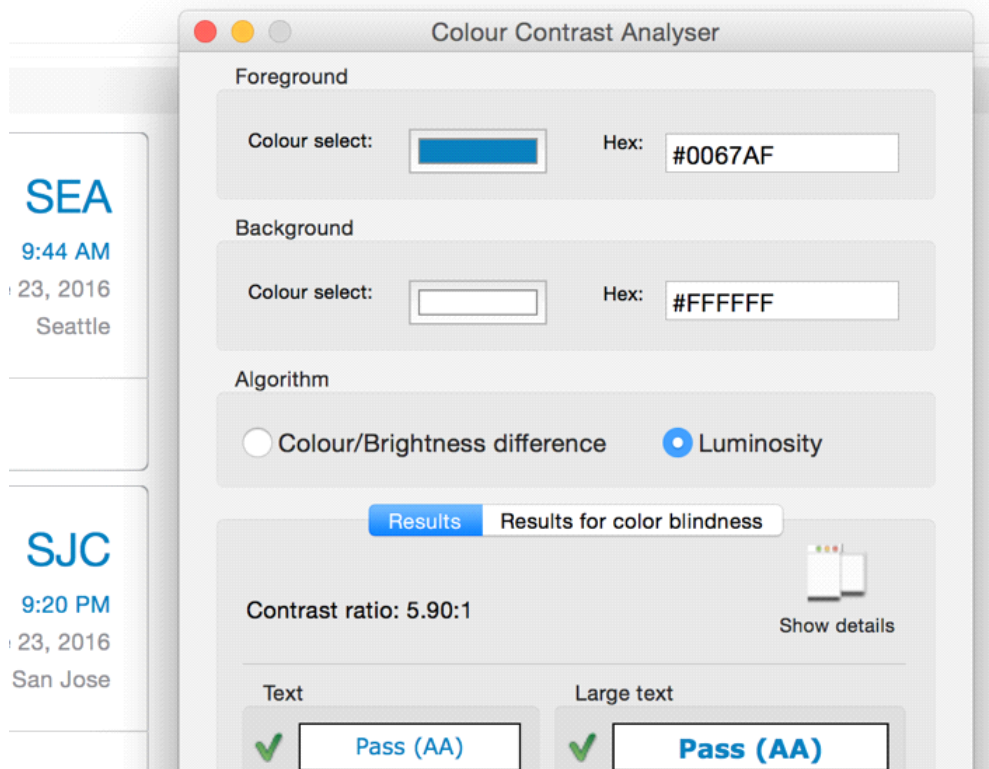 Colour Contrast Analyser
Foreground
Colour select:
Hex:
#0067AF
Background
Colour select:
Hex:
#FFFFFF
Algorithm
Colour/Brightness difference
Luminosity
Results
Results for color blindness
Contrast ratio: 5.90:1
Show details
Text
Large text
Pass (AA)
Pass (AA)
SEA
9:44 AM
23, 2016
Seattle
SJC
9:20 PM
23, 2016
San Jose